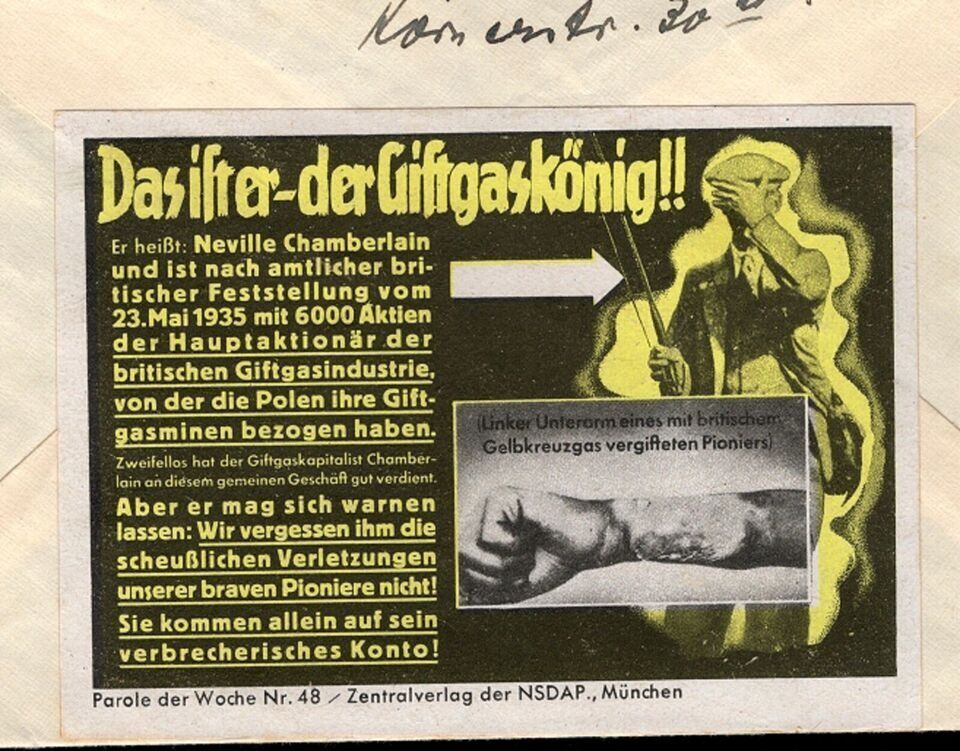 Körnerstr. 30
Das ist er-der Giftgaskönig!!
Er heißt: Neville Chamberlain
und ist nach amtlicher bri-
tischer Feststellung vom
23. Mai 1935 mit 6000 Aktien
der Hauptaktionär der
britischen Giftgasindustrie,
von der die Polen ihre Gift-
gasminen bezogen haben.
Zweifellos hat der Giftgaskapitalist Chamber-
lain an diesem gemeinen Geschäft gut verdient.
Aber er mag sich warnen
lassen: Wir vergessen ihm die
scheußlichen Verletzungen
unserer braven Pioniere nicht!
Sie kommen allein auf sein
verbrecherisches Konto!
(Linker Unterarm eines mit britischem
Gelbkreuzgas vergifteten Pioniers)
Parole der Woche Nr. 48 / Zentralverlag der NSDAP., München